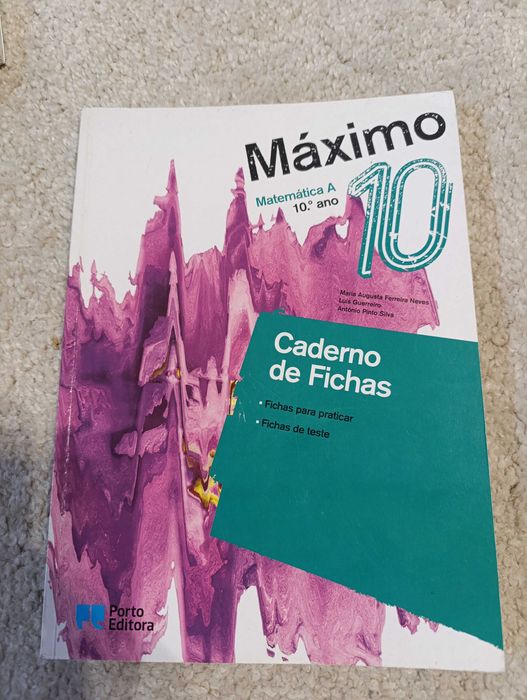 Máximo
10
Matemática A
10.º ano
Maria Augusta Ferreira Neves
Luís Guerreiro
António Pinto Silva
Caderno
de Fichas
• Fichas para praticar
• Fichas de teste
Porto
Editora